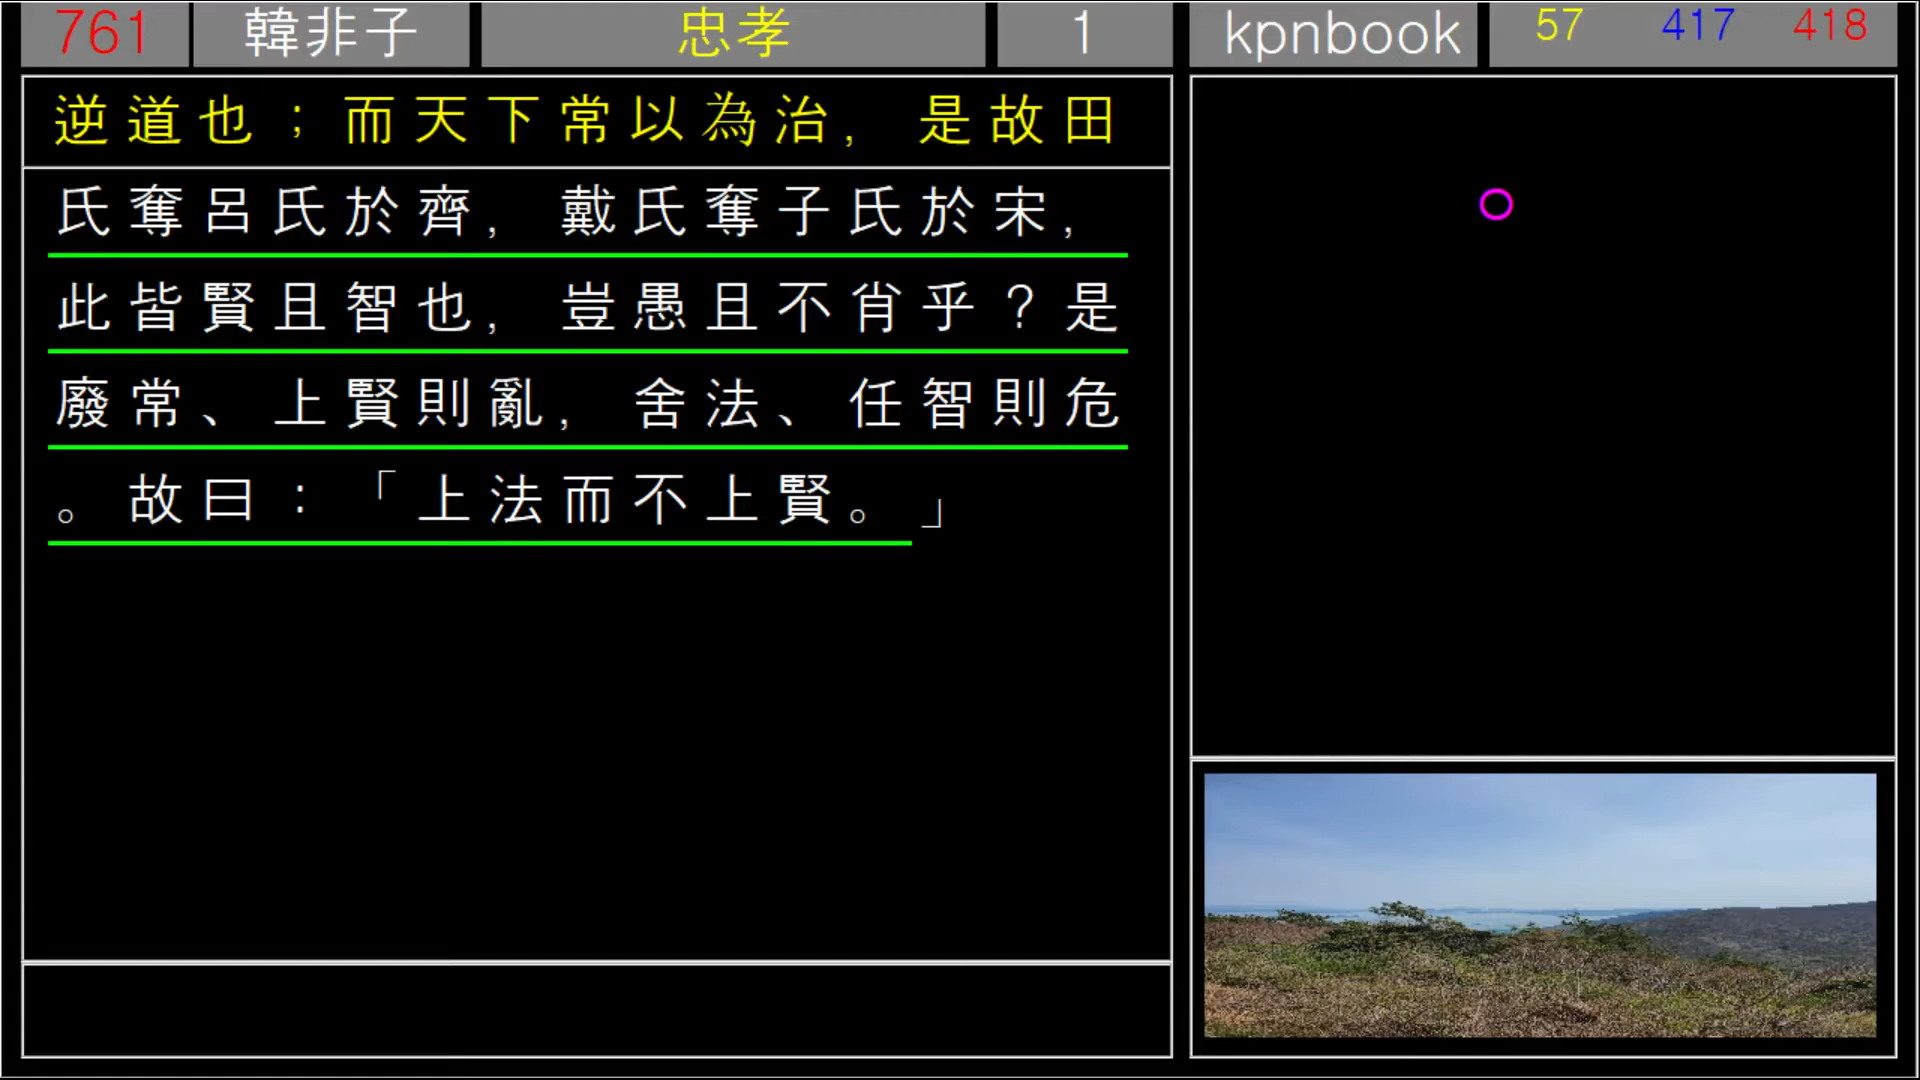 761 韓非子 忠孝 1 kpnbook 57 417 418
逆道也；而天下常以為治，是故田
氏奪呂氏於齊，戴氏奪子氏於宋，
此皆賢且智也，豈愚且不肖乎？是
廢常、上賢則亂，舍法、任智則危
。故曰：「上法而不上賢。」